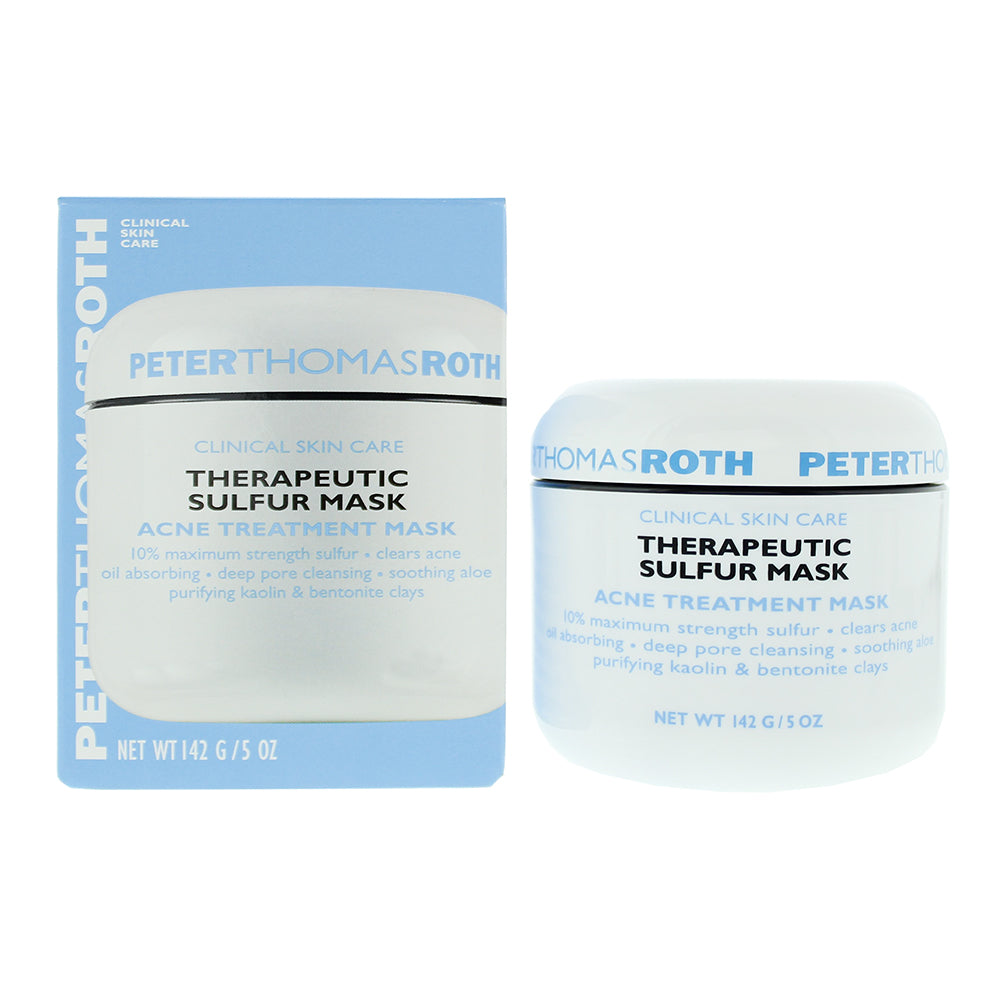 PETERTHOMASROTH
CLINICAL
SKIN
CARE
PETERTHOMASROTH
CLINICAL SKIN CARE
THERAPEUTIC
SULFUR MASK
ACNE TREATMENT MASK
10% maximum strength sulfur • clears acne
oil absorbing • deep pore cleansing • soothing aloe
purifying kaolin & bentonite clays
NET WT 142 G/5 OZ
THOMASROTH PETERTHO
CLINICAL SKIN CARE
THERAPEUTIC
SULFUR MASK
ACNE TREATMENT MASK
10% maximum strength sulfur • clears acne
oil absorbing • deep pore cleansing • soothing aloe
purifying kaolin & bentonite clays
NET WT 142 G/5 OZ